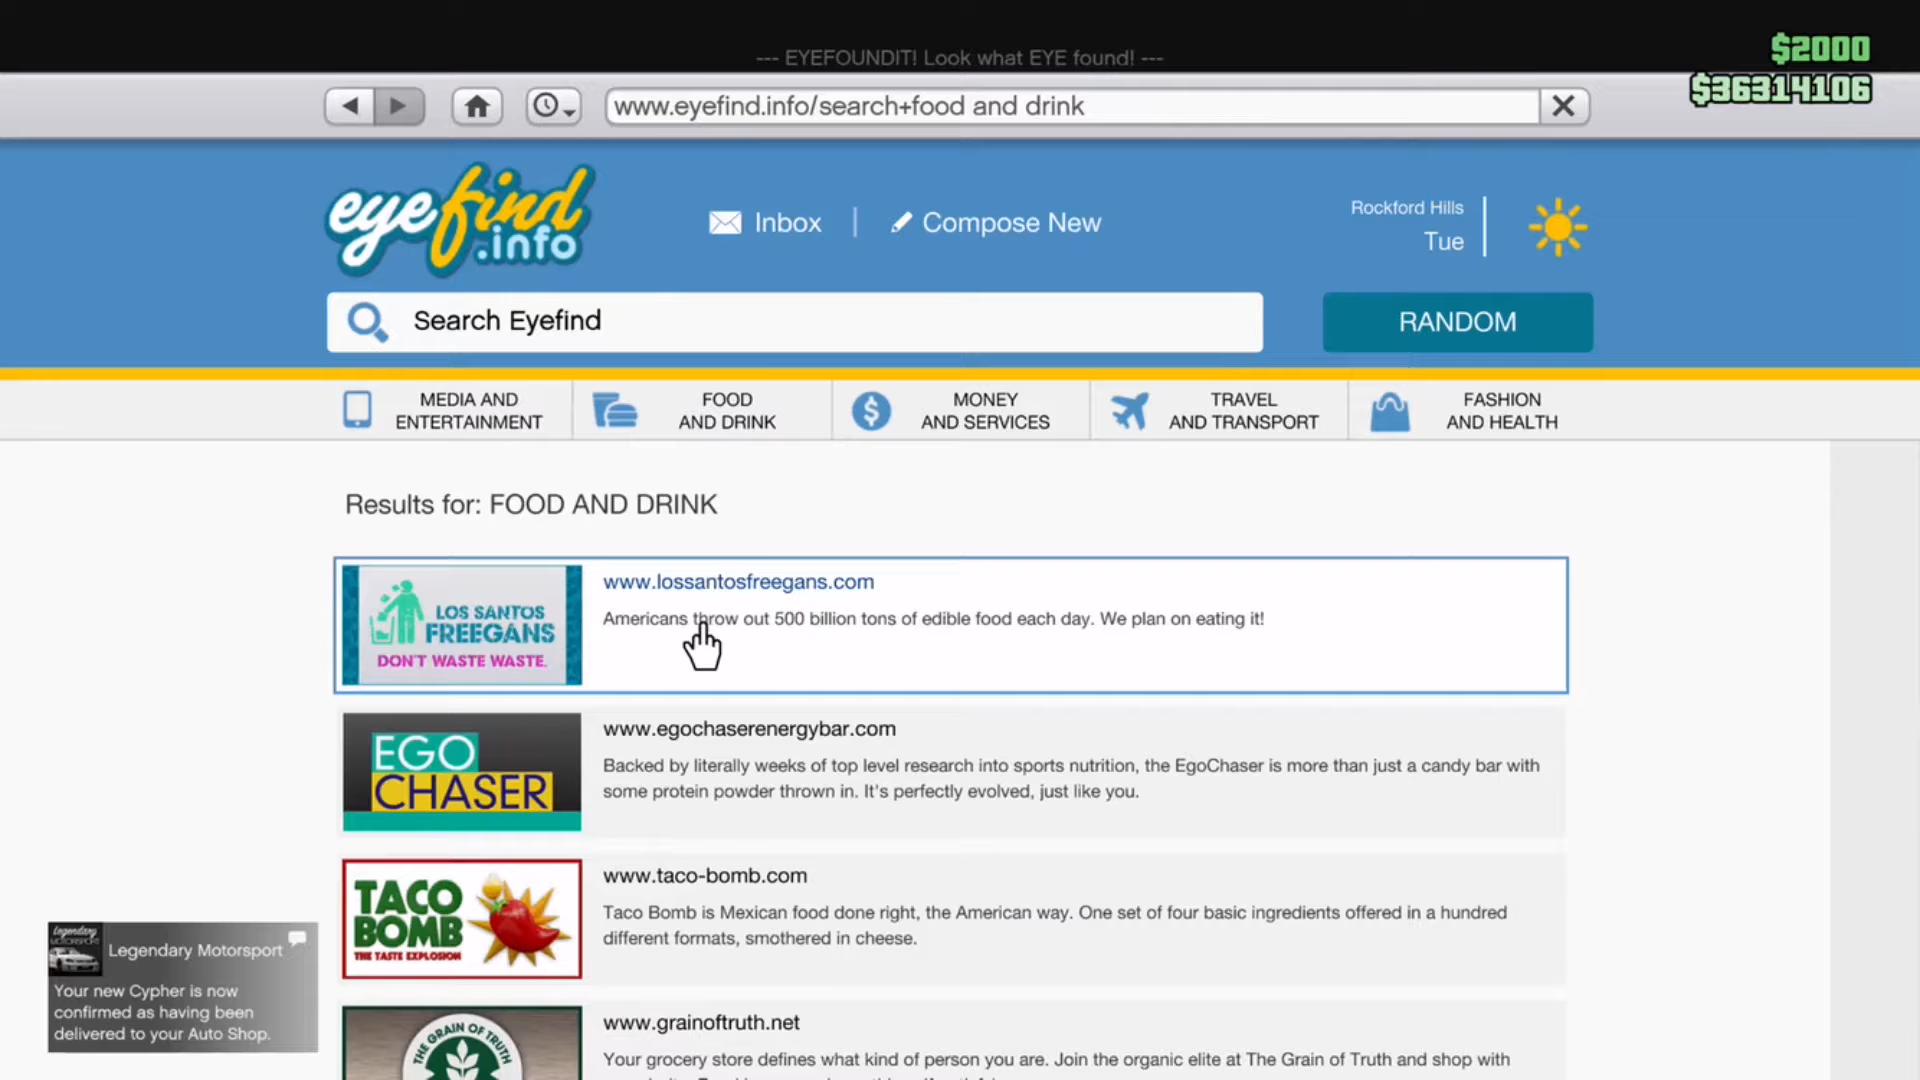 --- EYEFOUNDIT! Look what EYE found! ---
$2000
$36314106
www.eyefind.info/search+food and drink
eyefind
.info
Inbox
Compose New
Rockford Hills
Tue
Search Eyefind
RANDOM
MEDIA AND
ENTERTAINMENT
FOOD
AND DRINK
MONEY
AND SERVICES
TRAVEL
AND TRANSPORT
FASHION
AND HEALTH
Results for: FOOD AND DRINK
LOS SANTOS
FREEGANS
DON'T WASTE WASTE.
www.lossantosfreegans.com
Americans throw out 500 billion tons of edible food each day. We plan on eating it!
EGO
CHASER
www.egochaserenergybar.com
Backed by literally weeks of top level research into sports nutrition, the EgoChaser is more than just a candy bar with
some protein powder thrown in. It's perfectly evolved, just like you.
TACO
BOMB
THE TASTE EXPLOSION
www.taco-bomb.com
Taco Bomb is Mexican food done right, the American way. One set of four basic ingredients offered in a hundred
different formats, smothered in cheese.
THE GRAIN OF TRUTH
www.grainoftruth.net
Your grocery store defines what kind of person you are. Join the organic elite at The Grain of Truth and shop with
Legendary
MOTORSPORT
Legendary Motorsport
Your new Cypher is now
confirmed as having been
delivered to your Auto Shop.